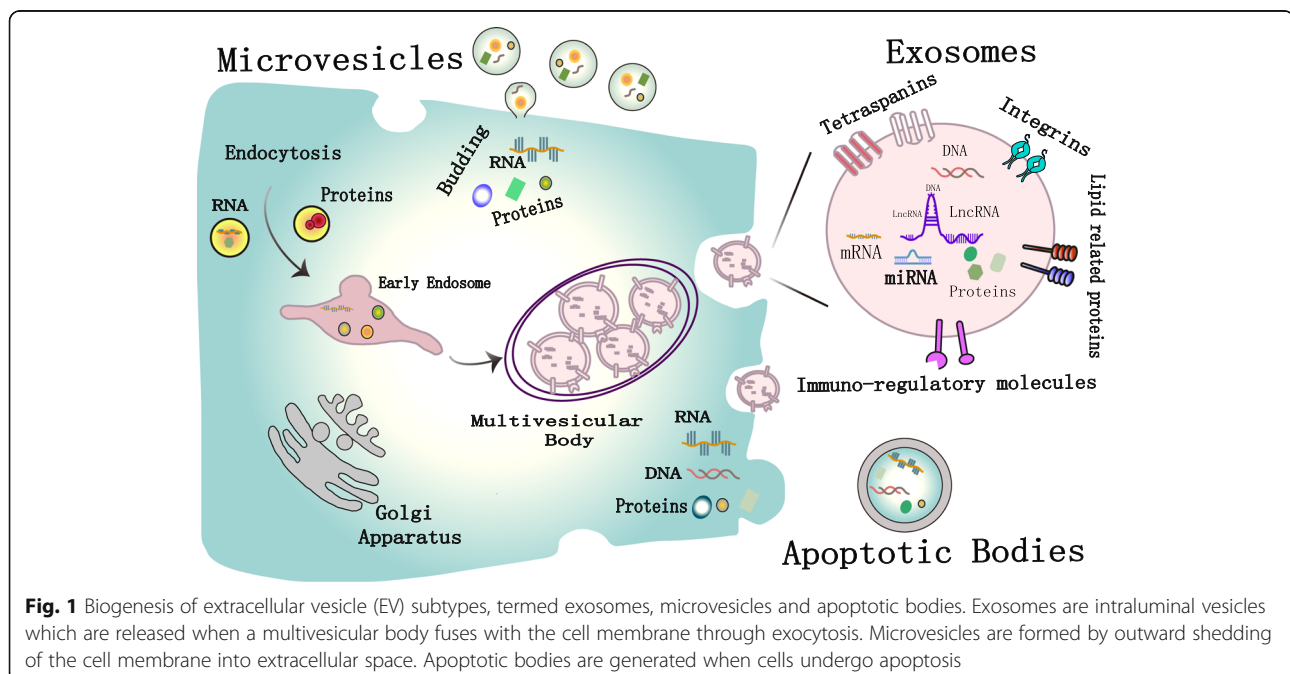 Microvesicles
Exosomes
Endocytosis
RNA
Proteins
Budding
RNA
Proteins
Early Endosome
Multivesicular
Body
Golgi
Apparatus
RNA
DNA
Proteins
Tetraspanins
Integrins
DNA
DNA
LncRNA
LncRNA
mRNA
miRNA
Proteins
Lipid related proteins
Immuno-regulatory molecules
Apoptotic Bodies
Fig. 1 Biogenesis of extracellular vesicle (EV) subtypes, termed exosomes, microvesicles and apoptotic bodies. Exosomes are intraluminal vesicles
which are released when a multivesicular body fuses with the cell membrane through exocytosis. Microvesicles are formed by outward shedding
of the cell membrane into extracellular space. Apoptotic bodies are generated when cells undergo apoptosis